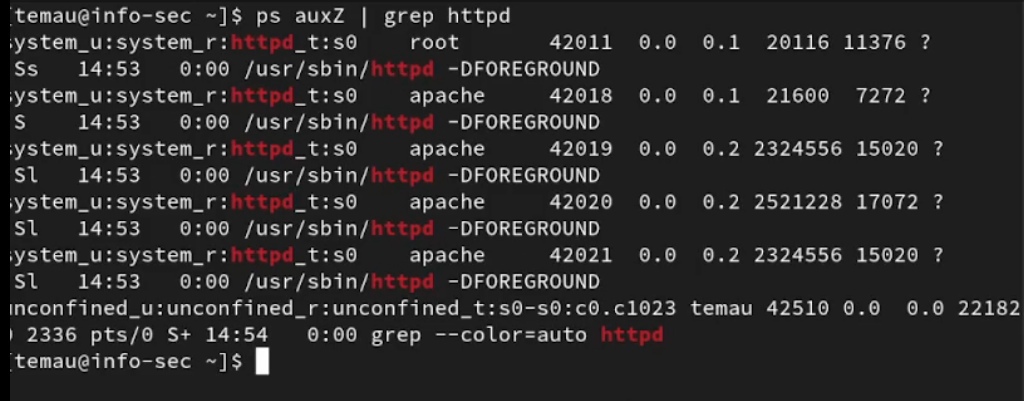 [temau@info-sec ~]$ ps auxZ | grep httpd
system_u:system_r:httpd_t:s0 root 42011 0.0 0.1 20116 11376 ?
Ss 14:53 0:00 /usr/sbin/httpd -DFOREGROUND
system_u:system_r:httpd_t:s0 apache 42018 0.0 0.1 21600 7272 ?
S 14:53 0:00 /usr/sbin/httpd -DFOREGROUND
system_u:system_r:httpd_t:s0 apache 42019 0.0 0.2 2324556 15020 ?
Sl 14:53 0:00 /usr/sbin/httpd -DFOREGROUND
system_u:system_r:httpd_t:s0 apache 42020 0.0 0.2 2521228 17072 ?
Sl 14:53 0:00 /usr/sbin/httpd -DFOREGROUND
system_u:system_r:httpd_t:s0 apache 42021 0.0 0.2 2324556 15020 ?
Sl 14:53 0:00 /usr/sbin/httpd -DFOREGROUND
unconfined_u:unconfined_r:unconfined_t:s0-s0:c0.c1023 temau 42510 0.0 0.0 22182
2336 pts/0 S+ 14:54 0:00 grep --color=auto httpd
[temau@info-sec ~]$